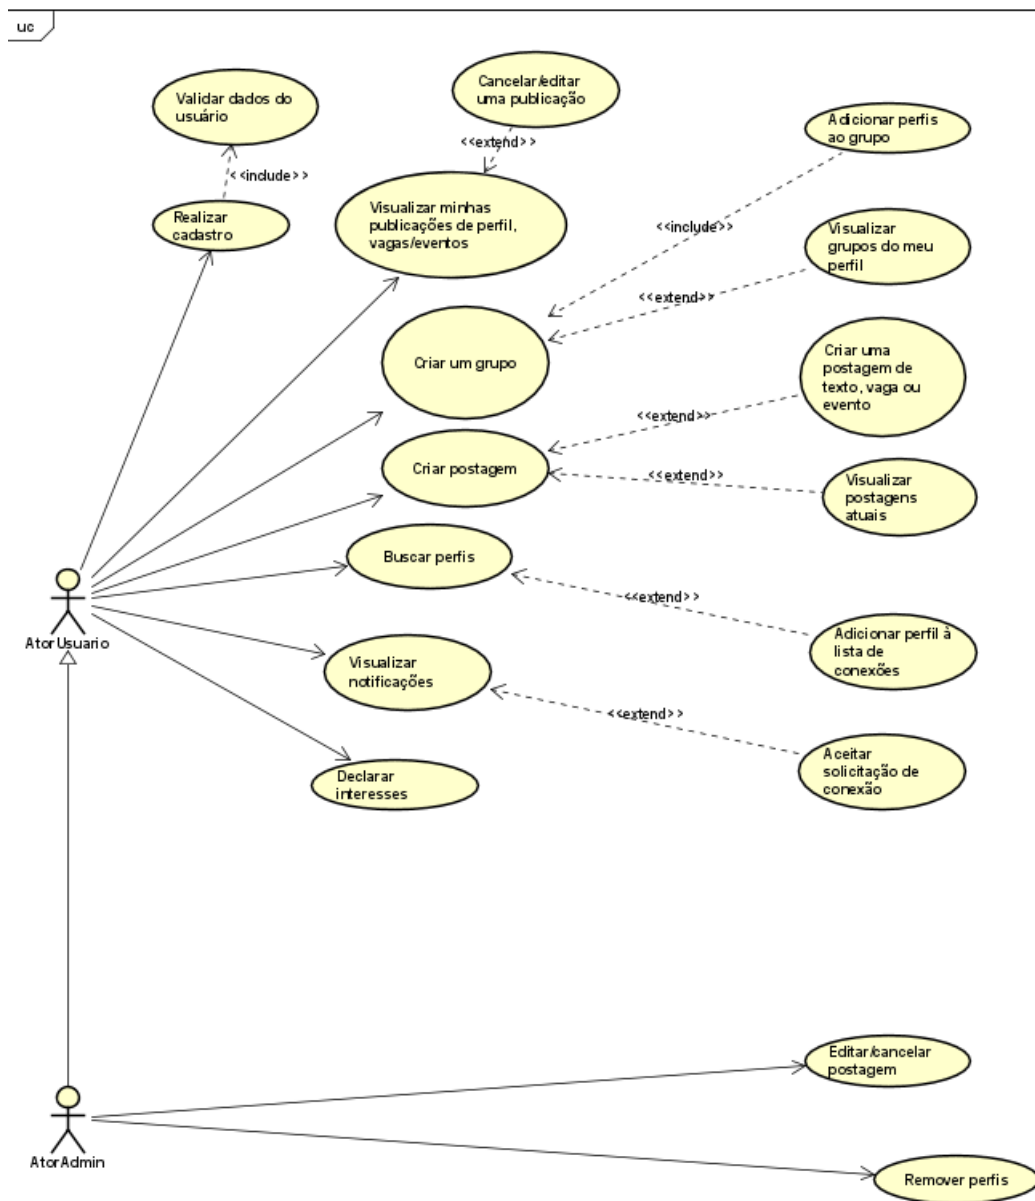 uc
Cancelar/editar
uma publicação
Validar dados do
usuário
Adicionar perfis
ao grupo
<<extend>>
<<include>>
Visualizar minhas
publicações de perfil,
vagas/eventos
Realizar
cadastro
<<include>>
Visualizar
grupos do meu
perfil
<<extend>>
Criar um grupo
Criar uma
postagem de
texto, vaga ou
evento
<<extend>>
Criar postagem
<<extend>>
Visualizar
postagens
atuais
Buscar perfis
<<extend>>
AtorUsuario
Adicionar perfil à
lista de
conexões
Visualizar
notificações
<<extend>>
Aceitar
solicitação de
conexão
Declarar
interesses
Editar/cancelar
postagem
AtorAdmin
Remover perfis